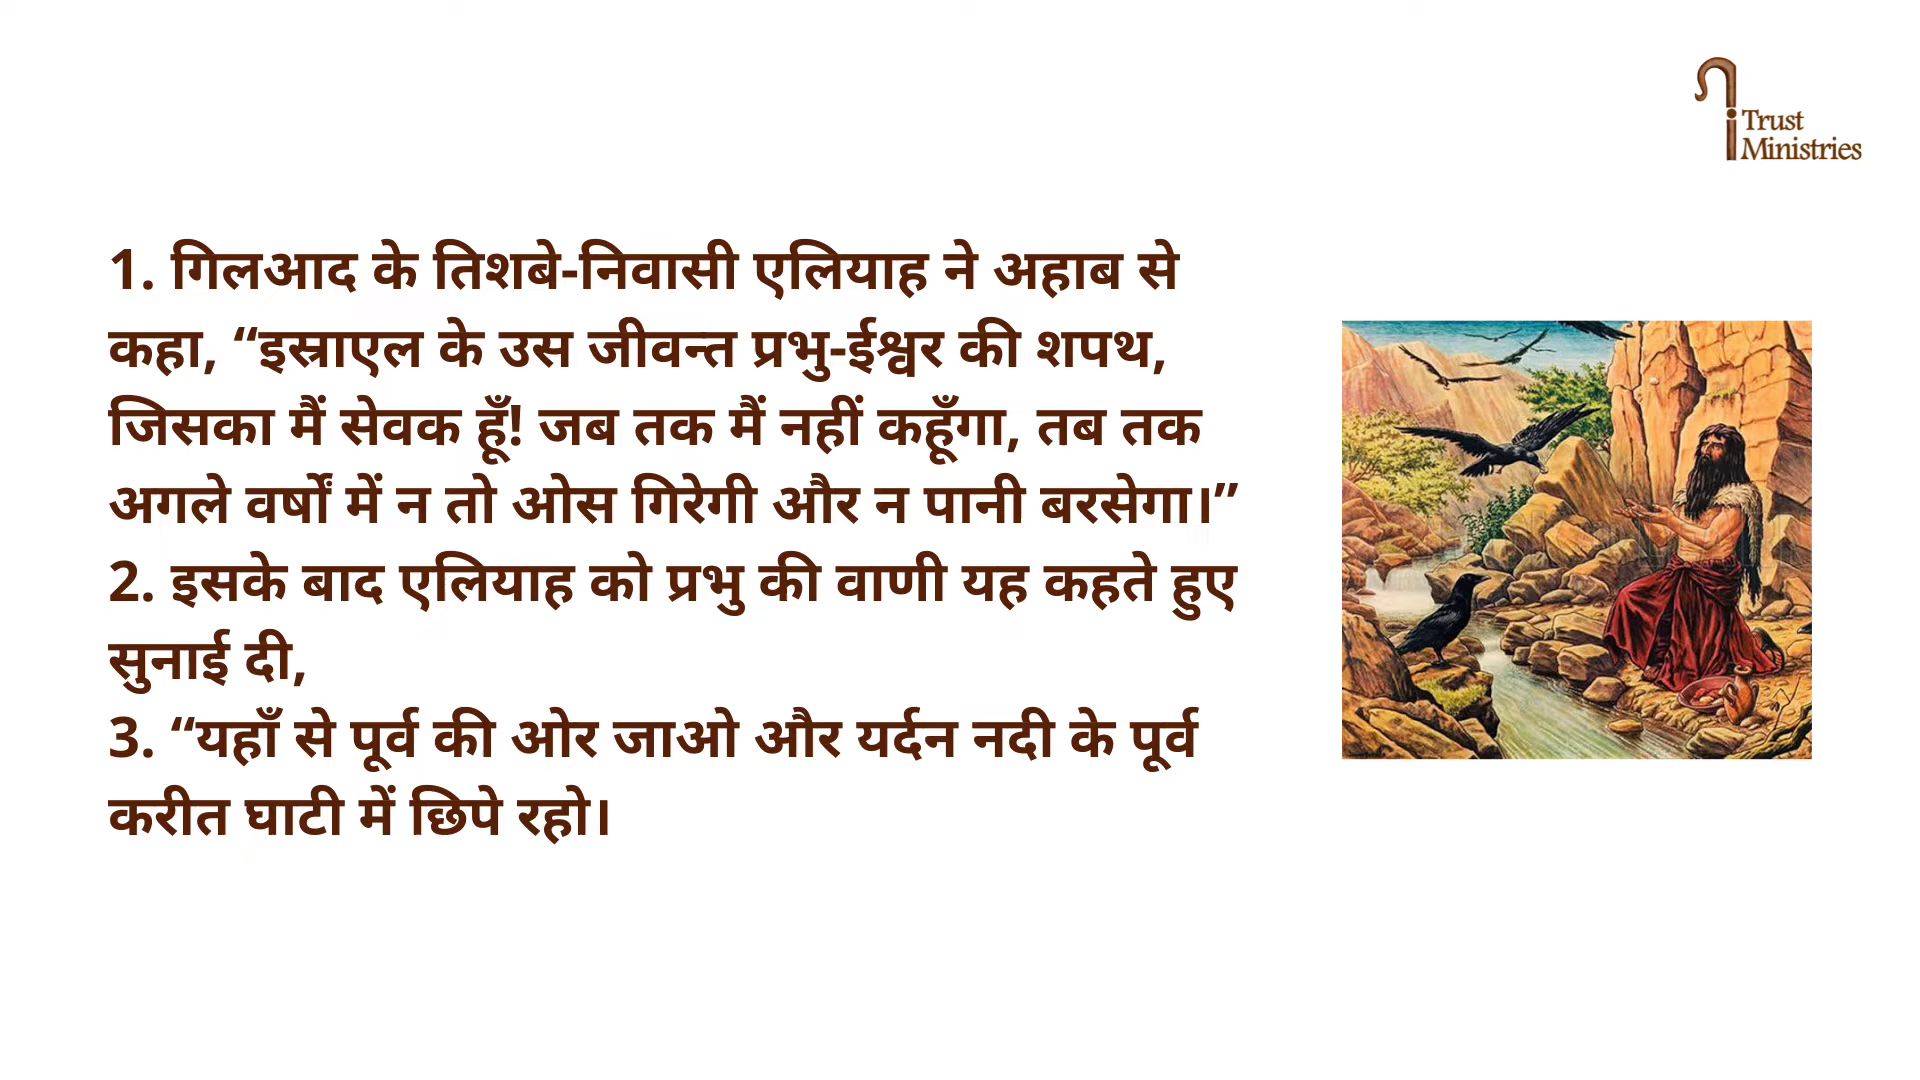 Trust
Ministries
1. गिलआद के तिशबे-निवासी एलियाह ने अहाब से
कहा, “इस्राएल के उस जीवन्त प्रभु-ईश्वर की शपथ,
जिसका मैं सेवक हूँ! जब तक मैं नहीं कहूँगा, तब तक
अगले वर्षों में न तो ओस गिरेगी और न पानी बरसेगा।”
2. इसके बाद एलियाह को प्रभु की वाणी यह कहते हुए
सुनाई दी,
3. “यहाँ से पूर्व की ओर जाओ और यर्दन नदी के पूर्व
करीत घाटी में छिपे रहो।